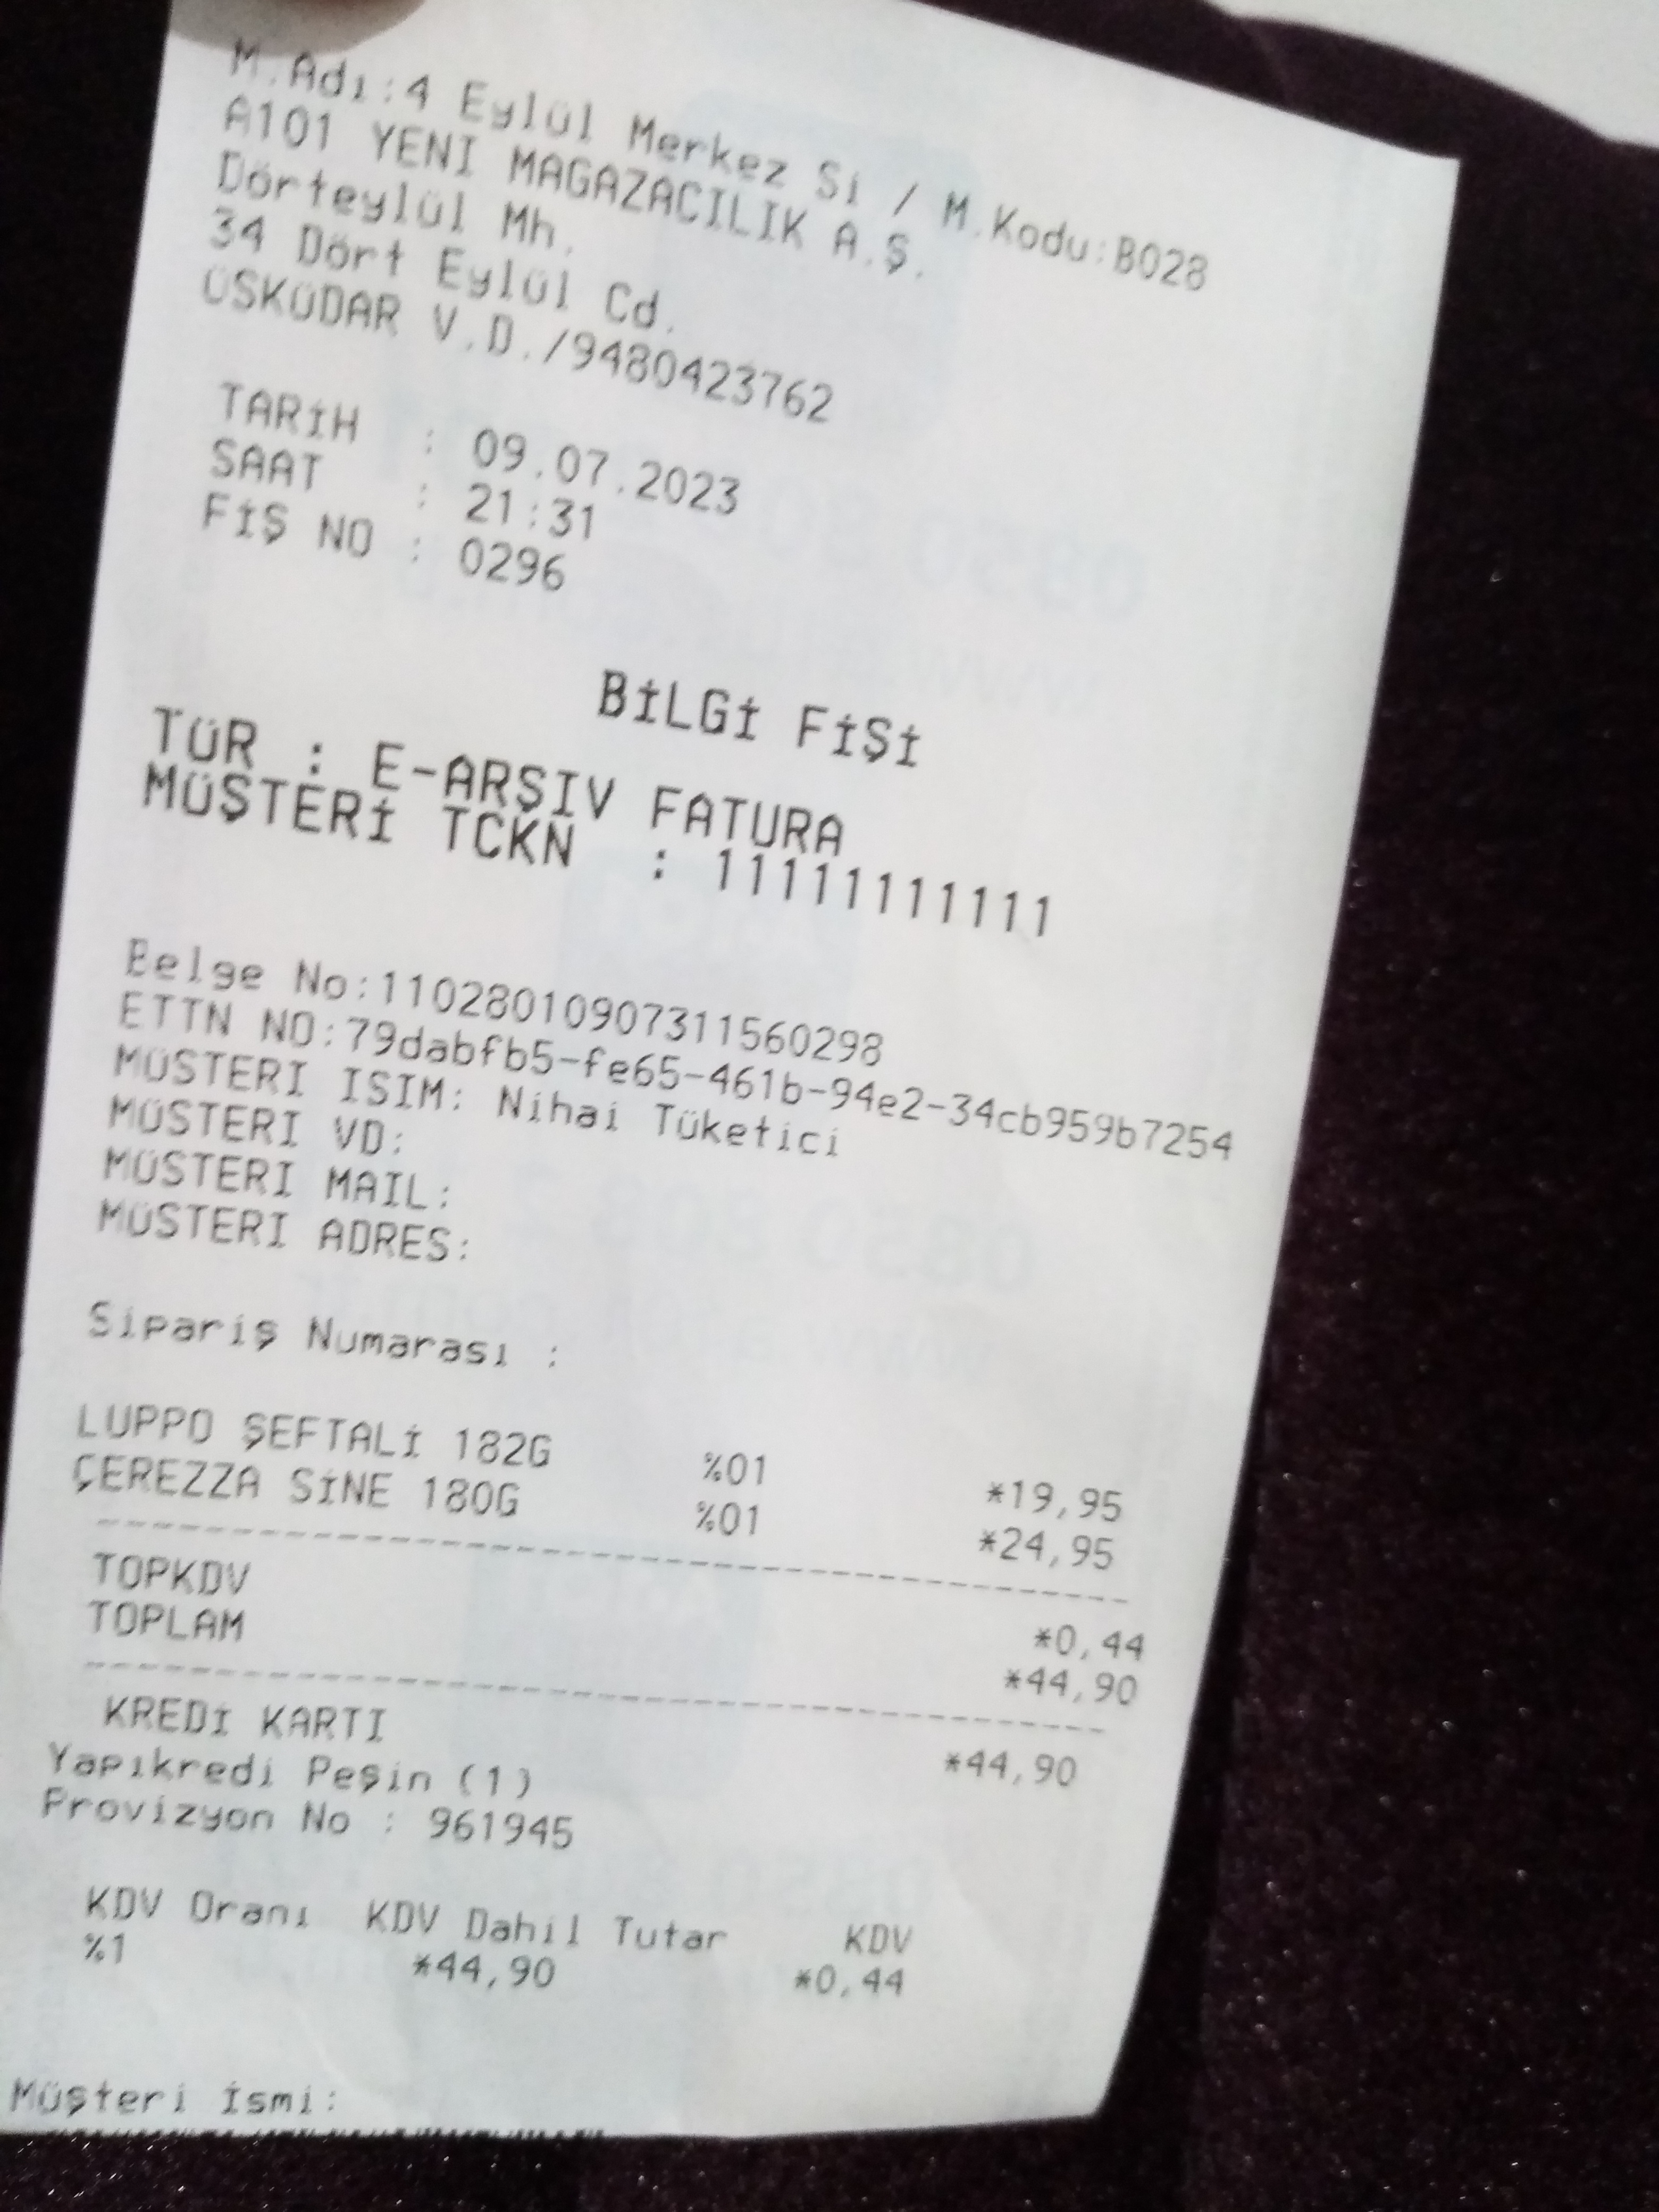 M.Adı:4 Eylül Merkez Si / M.Kodu:B028
A101 YENI MAGAZACILIK A.Ş.
Dörteylül Mh.
34 Dört Eylül Cd.
ÜSKÜDAR V.D./9480423762
TARİH : 09.07.2023
SAAT : 21:31
FİŞ NO : 0296
BİLGİ FİŞİ
TÜR : E-ARŞIV FATURA
MÜŞTERİ TCKN : 11111111111
Belge No:11028010907311560298
ETTN NO:79dabfb5-fe65-461b-94e2-34cb959b7254
MÜSTERI ISIM: Nihai Tüketici
MÜSTERI VD:
MÜSTERI MAIL:
MÜSTERI ADRES:
Sipariş Numarası :
LUPPO ŞEFTALİ 182G %01 *19,95
ÇEREZZA SİNE 180G %01 *24,95
TOPKDV *0,44
TOPLAM *44,90
KREDİ KARTI *44,90
Yapıkredi Peşin (1)
Provizyon No : 961945
KDV Oranı KDV Dahil Tutar KDV
%1 *44,90 *0,44
Müşteri İsmi: